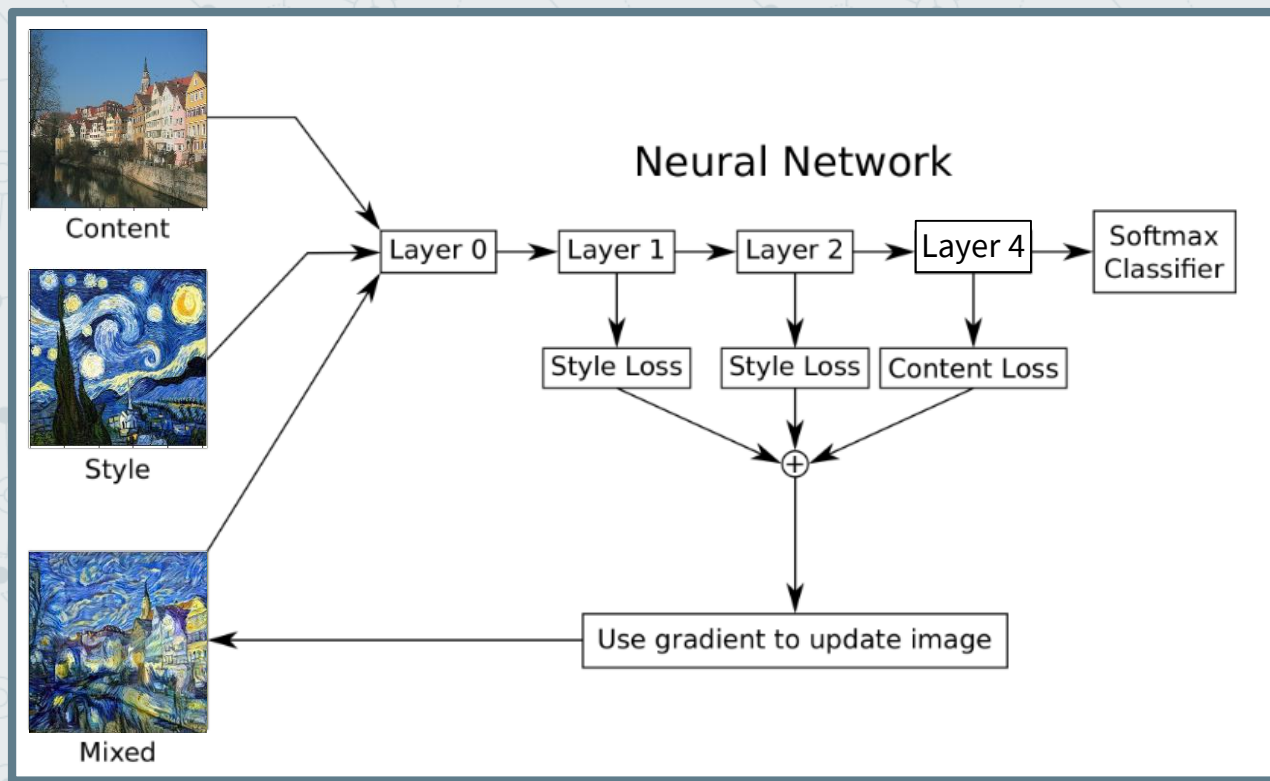 Content
Neural Network
Layer 0
Layer 1
Layer 2
Layer 4
Softmax
Classifier
Style Loss
Style Loss
Content Loss
Style
+
Use gradient to update image
Mixed